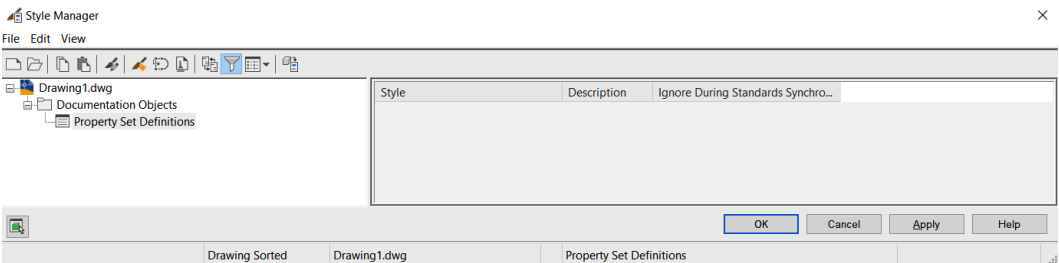 Style Manager
File Edit View
Drawing1.dwg
Documentation Objects
Property Set Definitions
Style Description Ignore During Standards Synchro...
OK Cancel Apply Help
Drawing Sorted Drawing1.dwg Property Set Definitions